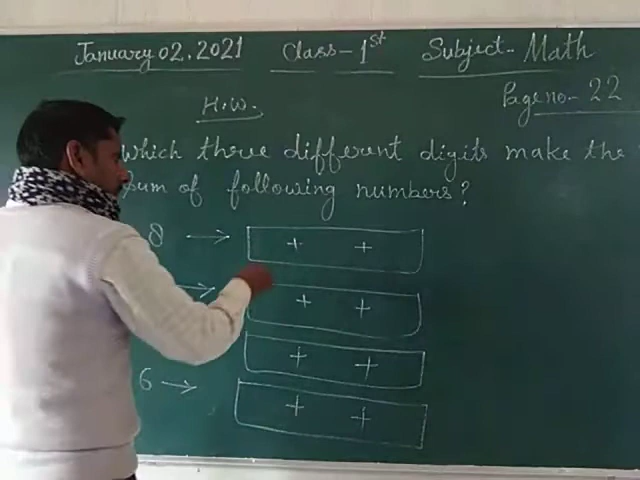 January 02, 2021 Class- 1st Subject- Math
Page no- 22
H.W.
Which three different digits make the
sum of following numbers?
8 → + +
→ + +
+ +
6 → + +